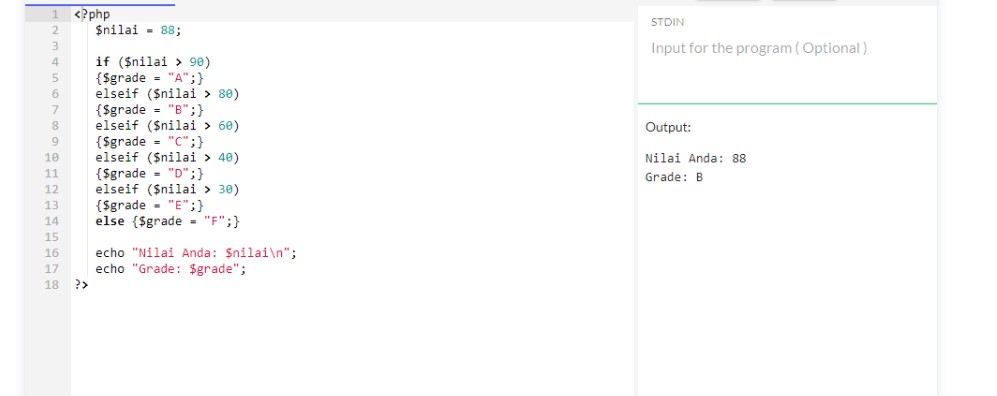 1 <?php
2 $nilai = 88;
3
4 if ($nilai > 90)
5 {$grade = "A";}
6 elseif ($nilai > 80)
7 {$grade = "B";}
8 elseif ($nilai > 60)
9 {$grade = "C";}
10 elseif ($nilai > 40)
11 {$grade = "D";}
12 elseif ($nilai > 30)
13 {$grade = "E";}
14 else {$grade = "F";}
15
16 echo "Nilai Anda: $nilai\n";
17 echo "Grade: $grade";
18 ?>
STDIN
Input for the program ( Optional )
Output:
Nilai Anda: 88
Grade: B